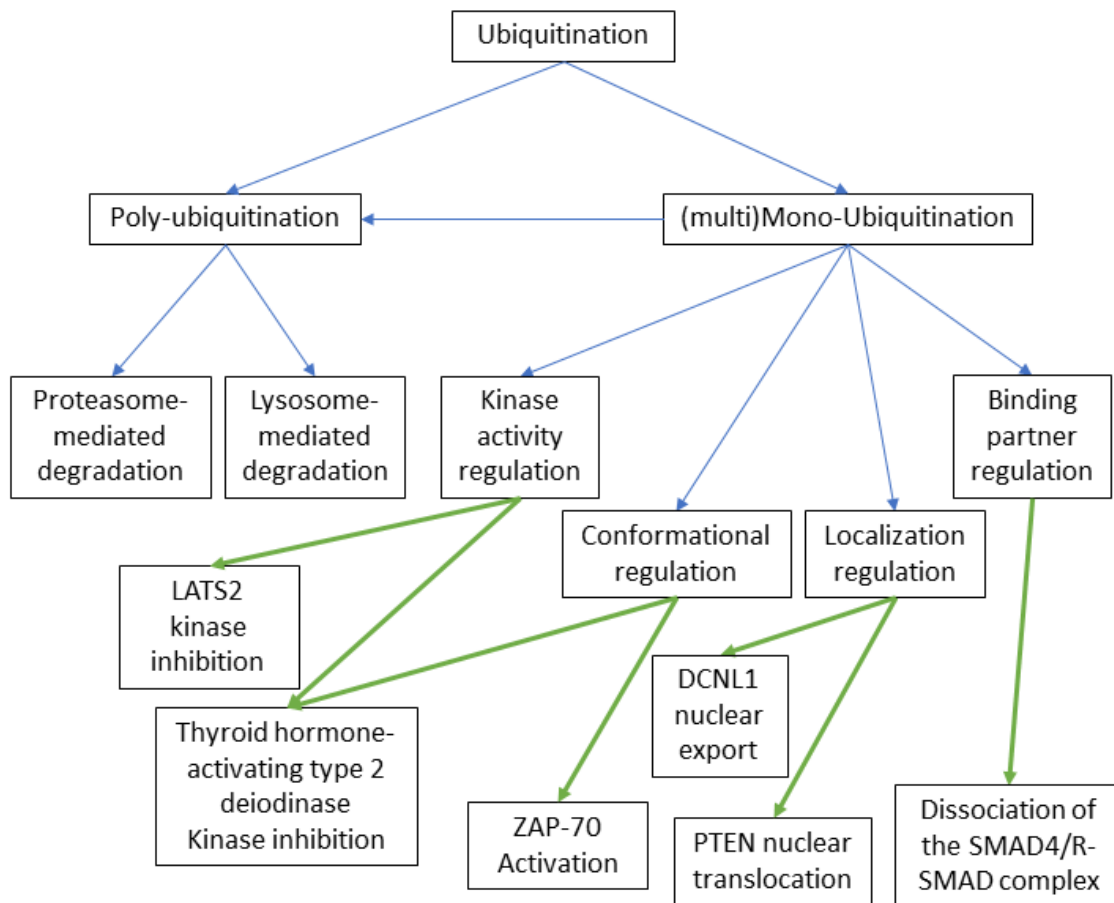 Ubiquitination
Poly-ubiquitination
(multi)Mono-Ubiquitination
Proteasome-
mediated
degradation
Lysosome-
mediated
degradation
Kinase
activity
regulation
Binding
partner
regulation
Conformational
regulation
Localization
regulation
LATS2
kinase
inhibition
DCNL1
nuclear
export
Thyroid hormone-
activating type 2
deiodinase
Kinase inhibition
ZAP-70
Activation
PTEN nuclear
translocation
Dissociation of
the SMAD4/R-
SMAD complex